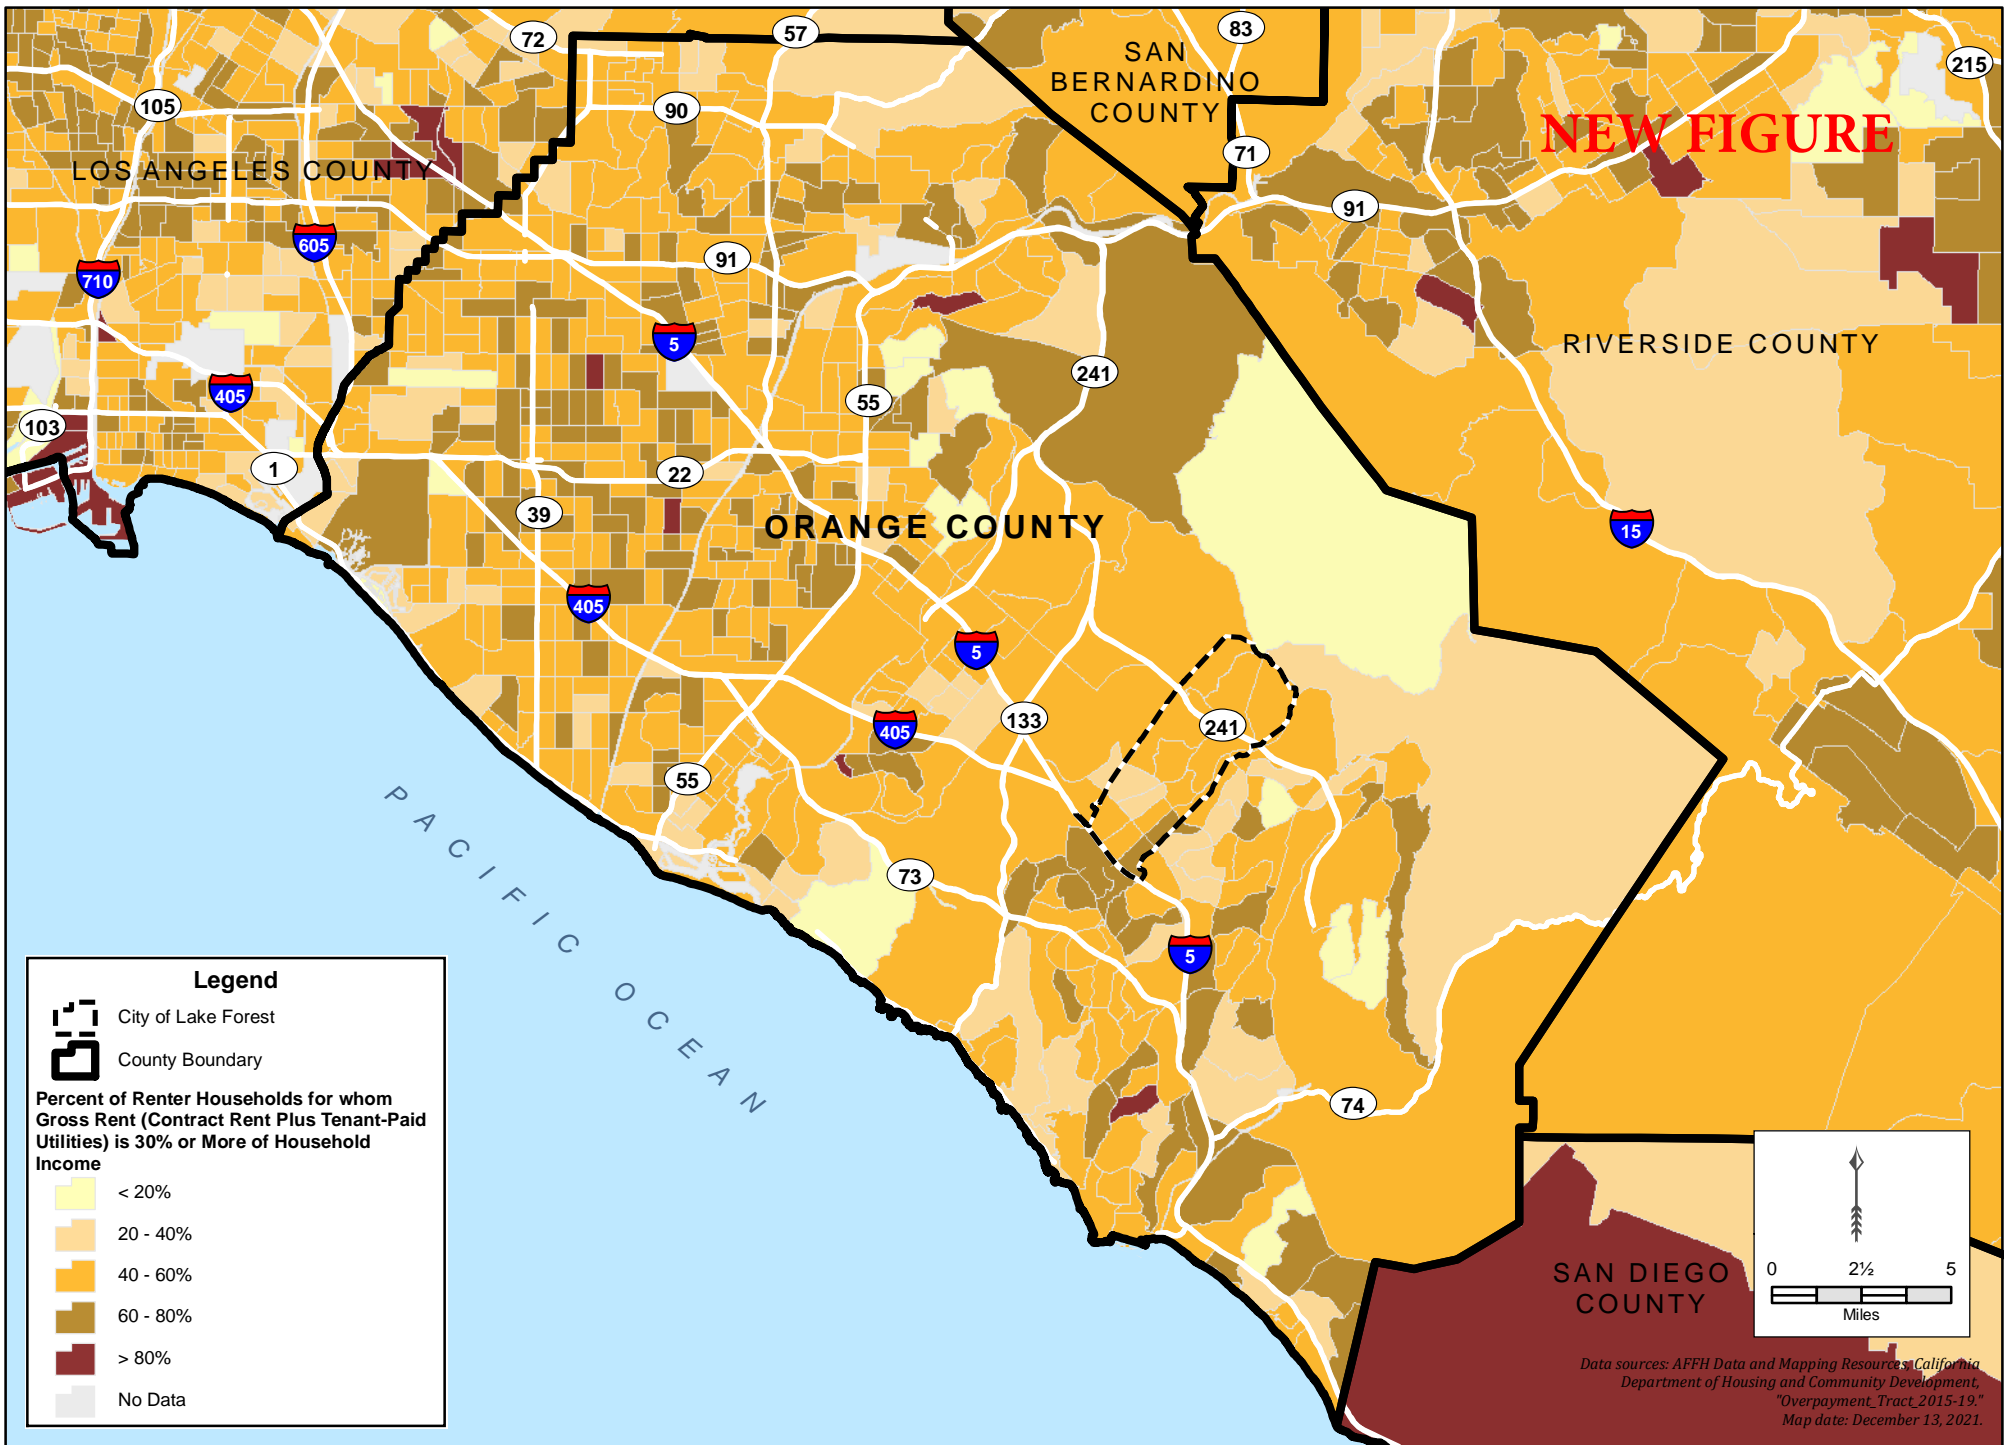 72
57
83
SAN
BERNARDINO
COUNTY
215
105
90
NEW FIGURE
71
LOS ANGELES COUNTY
91
605
91
710
5
RIVERSIDE COUNTY
241
405
55
103
1
22
39
ORANGE COUNTY
15
405
5
133
241
405
55
PACIFIC OCEAN
73
5
74
Legend
City of Lake Forest
County Boundary
Percent of Renter Households for whom
Gross Rent (Contract Rent Plus Tenant-Paid
Utilities) is 30% or More of Household
Income
< 20%
20 - 40%
40 - 60%
60 - 80%
> 80%
No Data
SAN DIEGO
COUNTY
0 2½ 5
Miles
Data sources: AFFH Data and Mapping Resources, California
Department of Housing and Community Development,
"Overpayment_Tract_2015-19."
Map date: December 13, 2021.